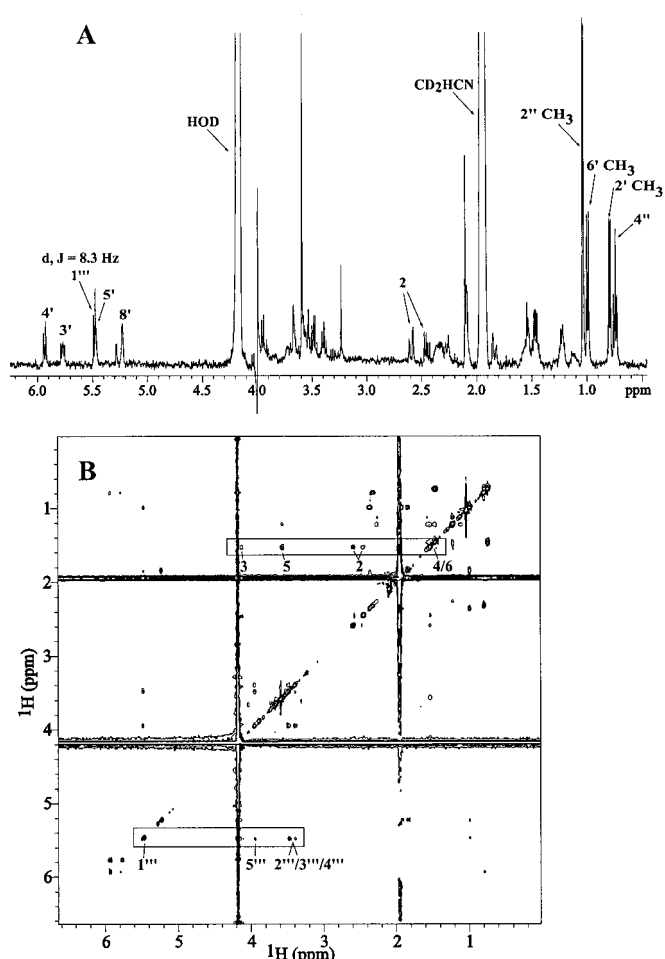 A
HOD
CD2HCN
2" CH3
6' CH3
2' CH3
4"
d, J = 8.3 Hz
1'''
5'
4'
3'
8'
2
6.0 5.5 5.0 4.5 4.0 3.5 3.0 2.5 2.0 1.5 1.0 ppm
B
1
2
3
4
5
6
1H (ppm)
3 5 2 4/6
1''' 5''' 2'''/3'''/4'''
6 5 4 3 2 1
1H (ppm)